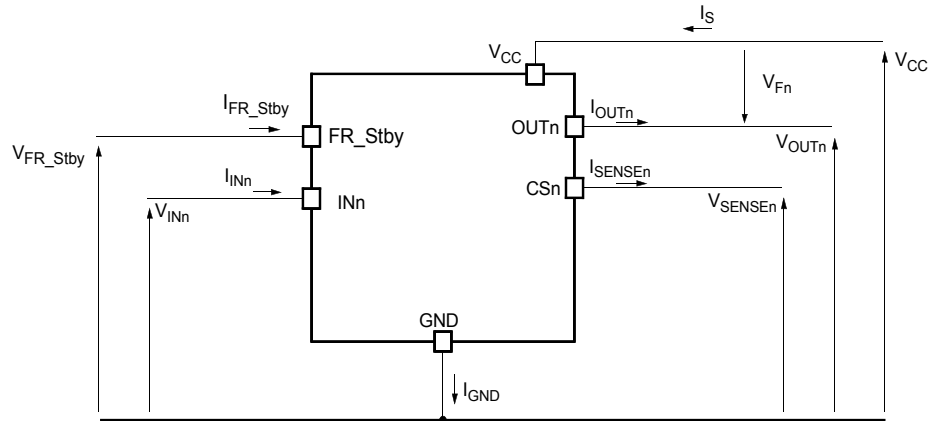 I_S
V_CC
V_CC
V_Fn
I_FR_Stby
I_OUTn
FR_Stby
OUTn
V_FR_Stby
V_OUTn
I_INn
I_SENSEn
INn
CSn
V_INn
V_SENSEn
GND
I_GND